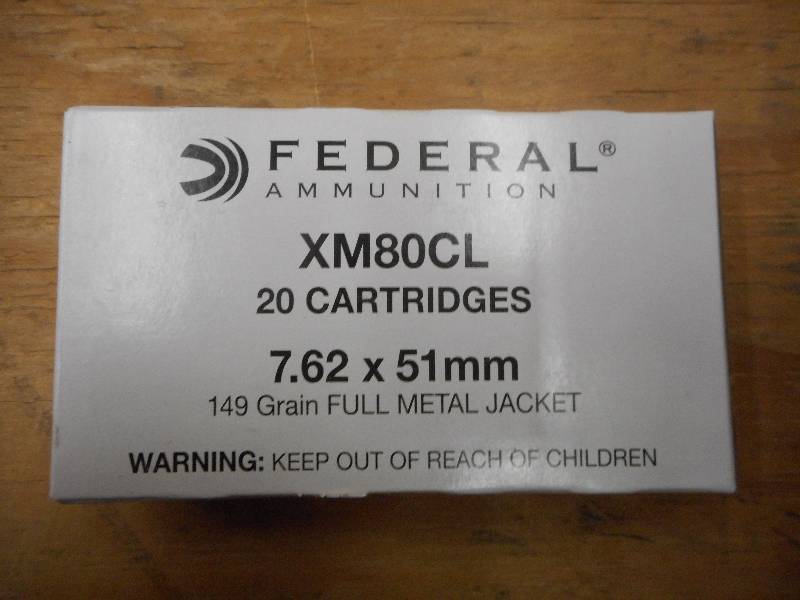 FEDERAL®
AMMUNITION
XM80CL
20 CARTRIDGES
7.62 x 51mm
149 Grain FULL METAL JACKET
WARNING: KEEP OUT OF REACH OF CHILDREN